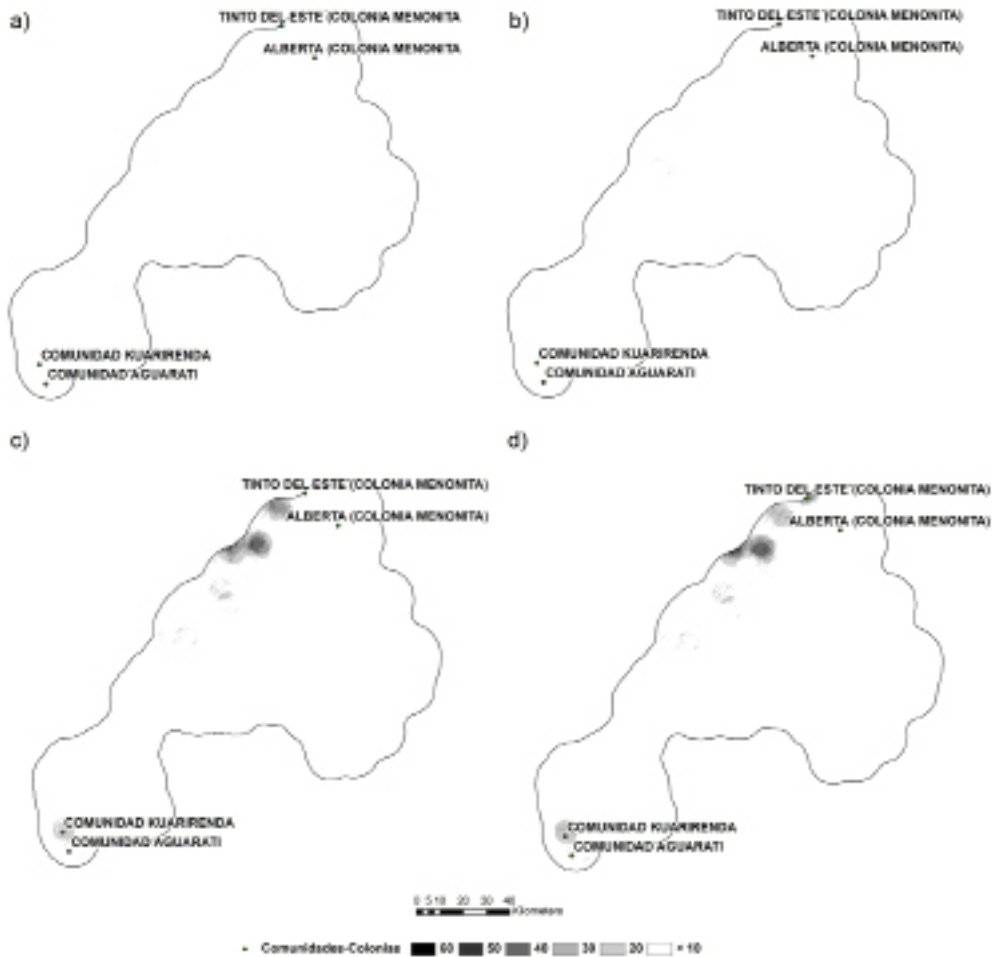 a)
TINTO DEL ESTE (COLONIA MENONITA
ALBERTA (COLONIA MENONITA
COMUNIDAD KUARIRENDA
COMUNIDAD AGUARATI
b)
TINTO DEL ESTE (COLONIA MENONITA)
ALBERTA (COLONIA MENONITA)
COMUNIDAD KUARIRENDA
COMUNIDAD AGUARATI
c)
TINTO DEL ESTE (COLONIA MENONITA)
ALBERTA (COLONIA MENONITA)
COMUNIDAD KUARIRENDA
COMUNIDAD AGUARATI
d)
TINTO DEL ESTE (COLONIA MENONITA)
ALBERTA (COLONIA MENONITA)
COMUNIDAD KUARIRENDA
COMUNIDAD AGUARATI
0 5 10 20 30 40
Kilometers
Comunidades-Colonias 60 50 40 30 20 < 10